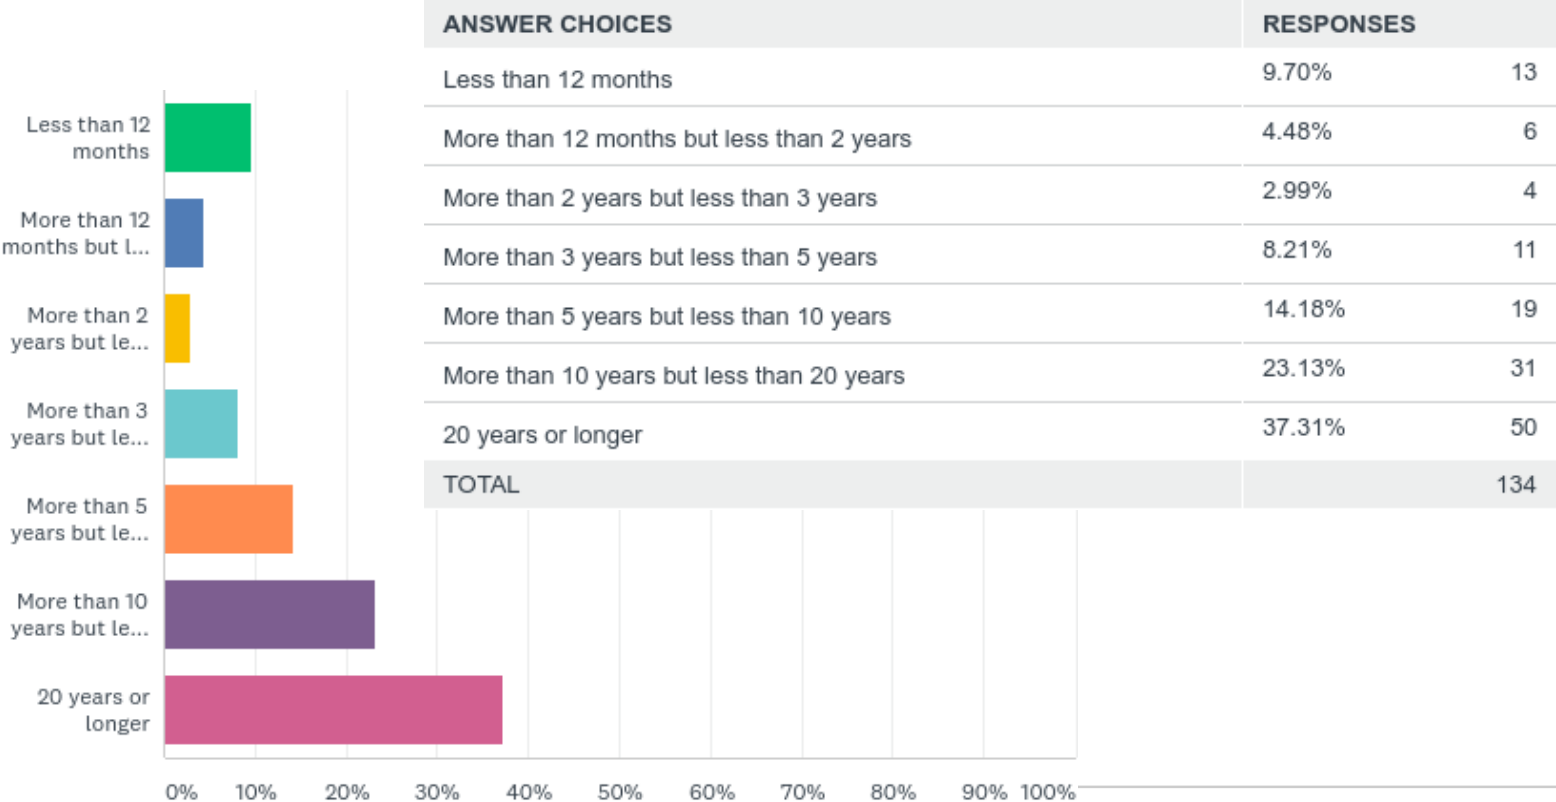 ANSWER CHOICES RESPONSES
Less than 12 months 9.70% 13
More than 12 months but less than 2 years 4.48% 6
More than 2 years but less than 3 years 2.99% 4
More than 3 years but less than 5 years 8.21% 11
More than 5 years but less than 10 years 14.18% 19
More than 10 years but less than 20 years 23.13% 31
20 years or longer 37.31% 50
TOTAL 134
Less than 12
months
More than 12
months but l...
More than 2
years but le...
More than 3
years but le...
More than 5
years but le...
More than 10
years but le...
20 years or
longer
0% 10% 20% 30% 40% 50% 60% 70% 80% 90% 100%